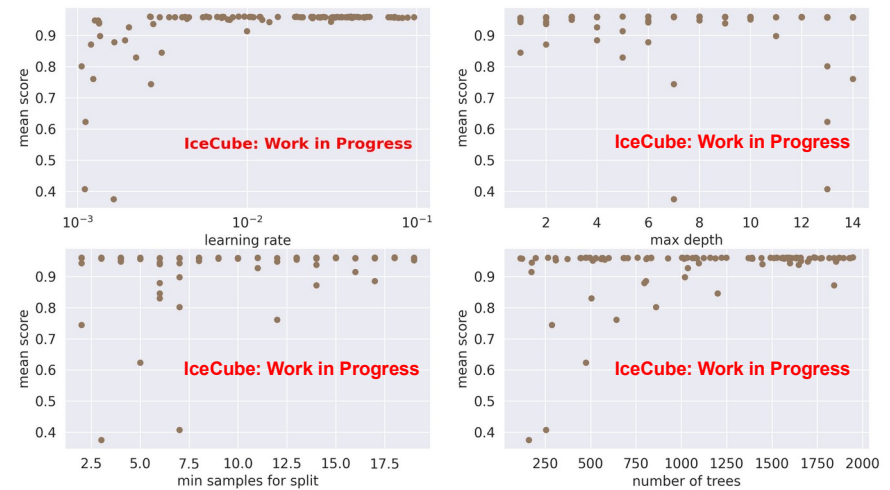 0.9
0.8
0.7
0.6
0.5
0.4
mean score
IceCube: Work in Progress
10⁻³
10⁻²
10⁻¹
learning rate
0.9
0.8
0.7
0.6
0.5
0.4
mean score
IceCube: Work in Progress
2 4 6 8 10 12 14
max depth
0.9
0.8
0.7
0.6
0.5
0.4
mean score
IceCube: Work in Progress
2.5 5.0 7.5 10.0 12.5 15.0 17.5
min samples for split
0.9
0.8
0.7
0.6
0.5
0.4
mean score
IceCube: Work in Progress
250 500 750 1000 1250 1500 1750 2000
number of trees